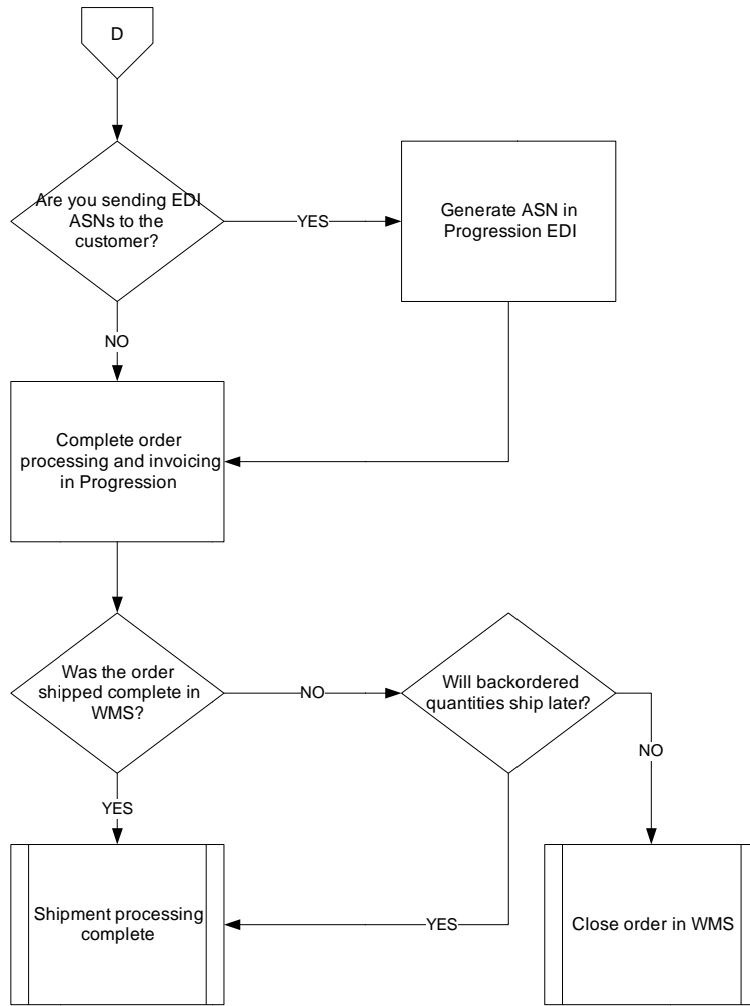 D
Are you sending EDI
ASNs to the
customer?
YES
Generate ASN in
Progression EDI
NO
Complete order
processing and invoicing
in Progression
Was the order
shipped complete in
WMS?
NO
Will backordered
quantities ship later?
NO
YES
Shipment processing
complete
YES
Close order in WMS